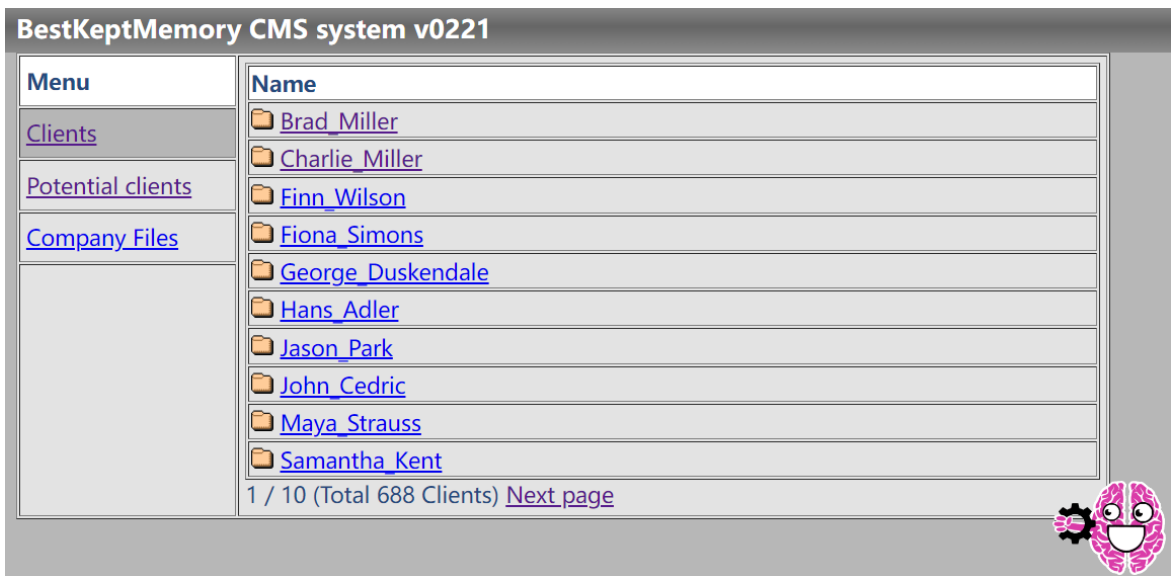 BestKeptMemory CMS system v0221
Menu
Clients
Potential clients
Company Files
Name
Brad_Miller
Charlie_Miller
Finn_Wilson
Fiona_Simons
George_Duskendale
Hans_Adler
Jason_Park
John_Cedric
Maya_Strauss
Samantha_Kent
1 / 10 (Total 688 Clients) Next page